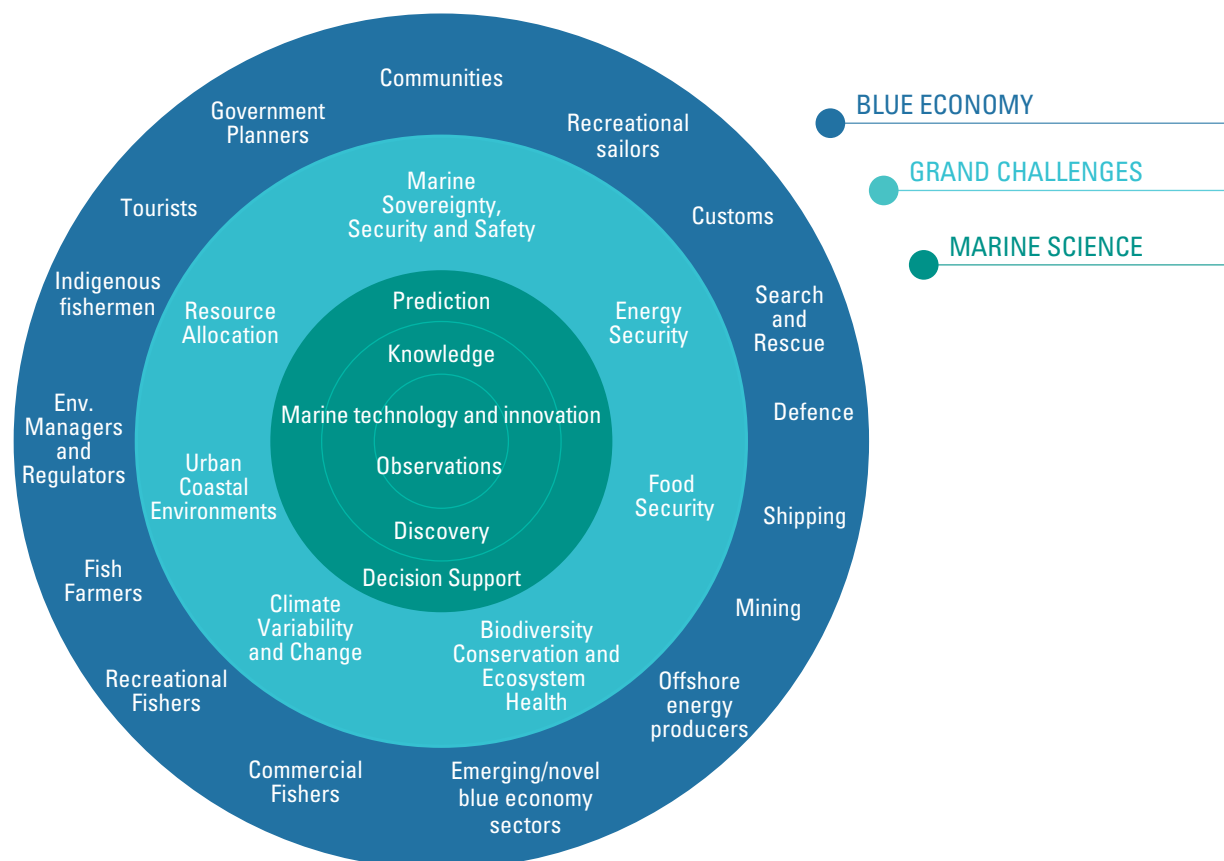 Communities
Government
Planners
Recreational
sailors
Tourists
Customs
Indigenous
fishermen
Search
and
Rescue
Env.
Managers
and
Regulators
Defence
Shipping
Fish
Farmers
Mining
Recreational
Fishers
Offshore
energy
producers
Commercial
Fishers
Emerging/novel
blue economy
sectors
Marine
Sovereignty,
Security and Safety
Resource
Allocation
Energy
Security
Urban
Coastal
Environments
Food
Security
Climate
Variability
and Change
Biodiversity
Conservation and
Ecosystem
Health
Prediction
Knowledge
Marine technology and innovation
Observations
Discovery
Decision Support
BLUE ECONOMY
GRAND CHALLENGES
MARINE SCIENCE